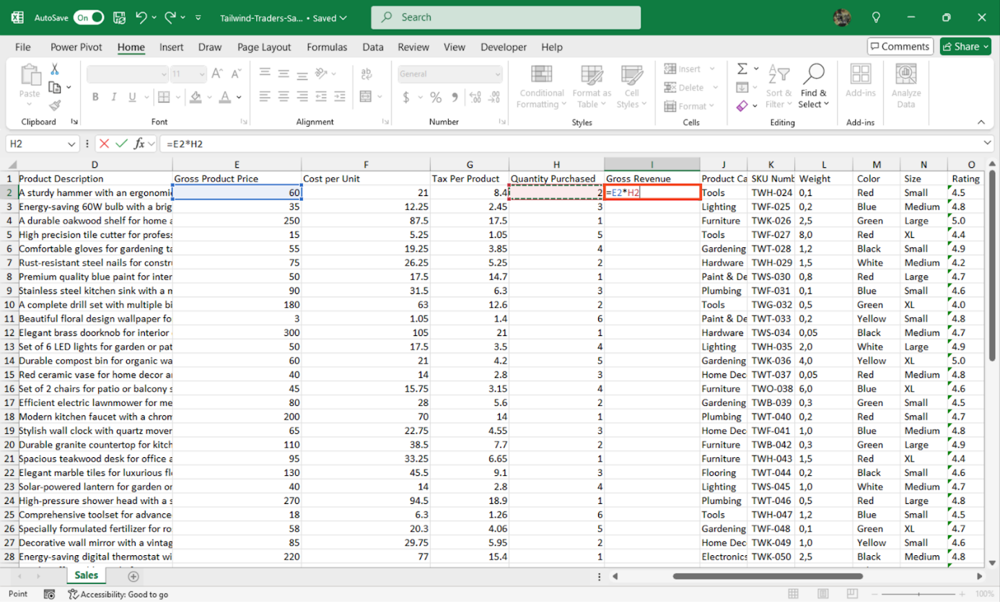 AutoSave On Tailwind-Traders-Sa... • Saved Search
File Power Pivot Home Insert Draw Page Layout Formulas Data Review View Developer Help Comments Share
Paste
Clipboard
11
B I U
A
Font
ab
Alignment
General
$ % 9
Number
Conditional Formatting
Format as Table
Cell Styles
Styles
Insert
Delete
Format
Cells
Sort & Filter
Find & Select
Editing
Add-ins
Add-ins
Analyze Data
H2 fx =E2*H2
D E F G H I J K L M N O
1 Product Description Gross Product Price Cost per Unit Tax Per Product Quantity Purchased Gross Revenue Product Ca SKU Numb Weight Color Size Rating
2 A sturdy hammer with an ergonomi 60 21 8.4 2 =E2*H2 Tools TWH-024 0,1 Red Small 4.5
3 Energy-saving 60W bulb with a brig 35 12.25 2.45 3 Lighting TWF-025 0,2 Blue Medium 4.8
4 A durable oakwood shelf for home a 250 87.5 17.5 1 Furniture TWK-026 2,5 Green Large 5.0
5 High precision tile cutter for profess 15 5.25 1.05 5 Tools TWF-027 8,0 Red XL 4.4
6 Comfortable gloves for gardening ta 55 19.25 3.85 4 Gardening TWT-028 1,2 Black Small 4.9
7 Rust-resistant steel nails for constru 75 26.25 5.25 2 Hardware TWH-029 1,5 White Medium 4.2
8 Premium quality blue paint for inter 50 17.5 14.7 1 Paint & De TWS-030 0,8 Red Large 4.7
9 Stainless steel kitchen sink with a m 90 31.5 6.3 3 Plumbing TWF-031 0,1 Blue Small 4.6
10 A complete drill set with multiple bi 180 63 12.6 2 Tools TWG-032 0,5 Green XL 4.0
11 Beautiful floral design wallpaper fo 3 1.05 1.4 6 Paint & De TWT-033 0,2 Yellow Small 4.8
12 Elegant brass doorknob for interior 300 105 21 1 Hardware TWS-034 0,05 Black Medium 4.7
13 Set of 6 LED lights for garden or pat 50 17.5 3.5 4 Lighting TWH-035 2,0 White Large 4.9
14 Durable compost bin for organic wa 60 21 4.2 5 Gardening TWK-036 4,0 Yellow XL 5.0
15 Red ceramic vase for home decor a 40 14 2.8 3 Home Dec TWT-037 0,05 Red Medium 4.8
16 Set of 2 chairs for patio or balcony s 45 15.75 3.15 4 Furniture TWO-038 6,0 Blue XL 4.6
17 Efficient electric lawnmower for me 80 28 5.6 2 Gardening TWB-039 0,3 Green Small 4.5
18 Modern kitchen faucet with a chrom 200 70 14 1 Plumbing TWT-040 0,2 Red Small 4.7
19 Stylish wall clock with quartz mover 65 22.75 4.55 3 Home Dec TWF-041 1,0 Blue Medium 4.8
20 Durable granite countertop for kitch 110 38.5 7.7 2 Furniture TWB-042 0,3 Green Large 4.9
21 Spacious teakwood desk for office a 95 33.25 6.65 1 Furniture TWH-043 1,5 Red XL 4.4
22 Elegant marble tiles for luxurious fl 130 45.5 9.1 3 Flooring TWT-044 0,2 Black Small 4.6
23 Solar-powered lantern for garden or 40 14 2.8 4 Lighting TWS-045 1,0 White Medium 4.7
24 High-pressure shower head with a s 270 94.5 18.9 1 Plumbing TWT-046 0,5 Red Large 4.8
25 Comprehensive toolset for advance 18 6.3 1.26 6 Tools TWH-047 1,2 Blue Small 4.5
26 Specially formulated fertilizer for ro 58 20.3 4.06 5 Gardening TWF-048 0,1 Green XL 4.7
27 Decorative wall mirror with a vintag 85 29.75 5.95 2 Home Dec TWK-049 1,0 Yellow Small 4.6
28 Energy-saving digital thermostat wi 220 77 15.4 1 Electronics TWK-050 2,5 Black Medium 4.8
Sales
Point Accessibility: Good to go 100%